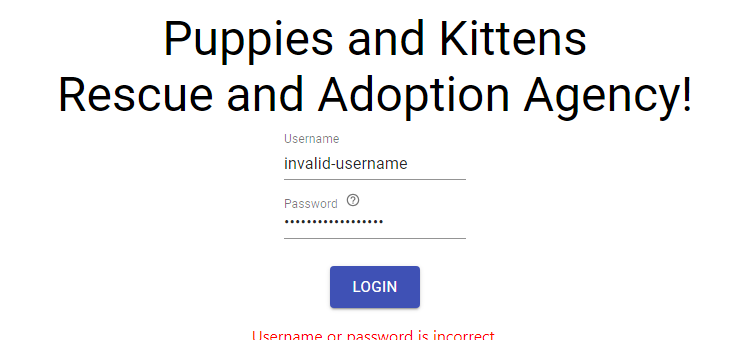 Puppies and Kittens
Rescue and Adoption Agency!
Username
invalid-username
Password
••••••••••••••••••
LOGIN
Username or password is incorrect